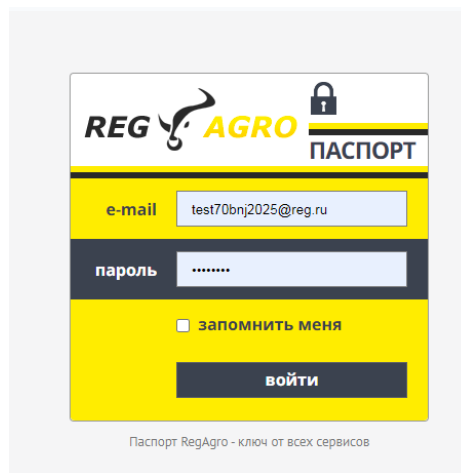 REG AGRO
ПАСПОРТ
e-mail test70bnj2025@reg.ru
пароль ••••••••
запомнить меня
войти
Паспорт RegAgro - ключ от всех сервисов